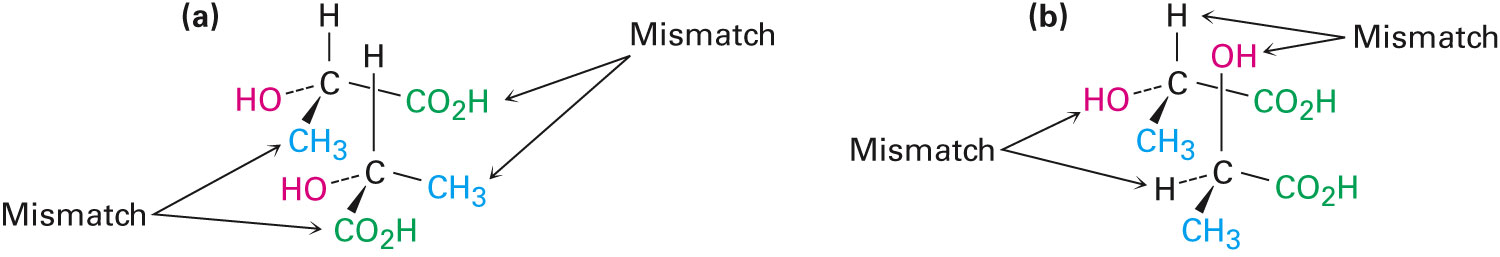 (a)
H
H
Mismatch
HO C CO₂H
CH₃
HO C CH₃
Mismatch
CO₂H
(b)
H
OH
Mismatch
HO C CO₂H
CH₃
Mismatch
H C CO₂H
CH₃